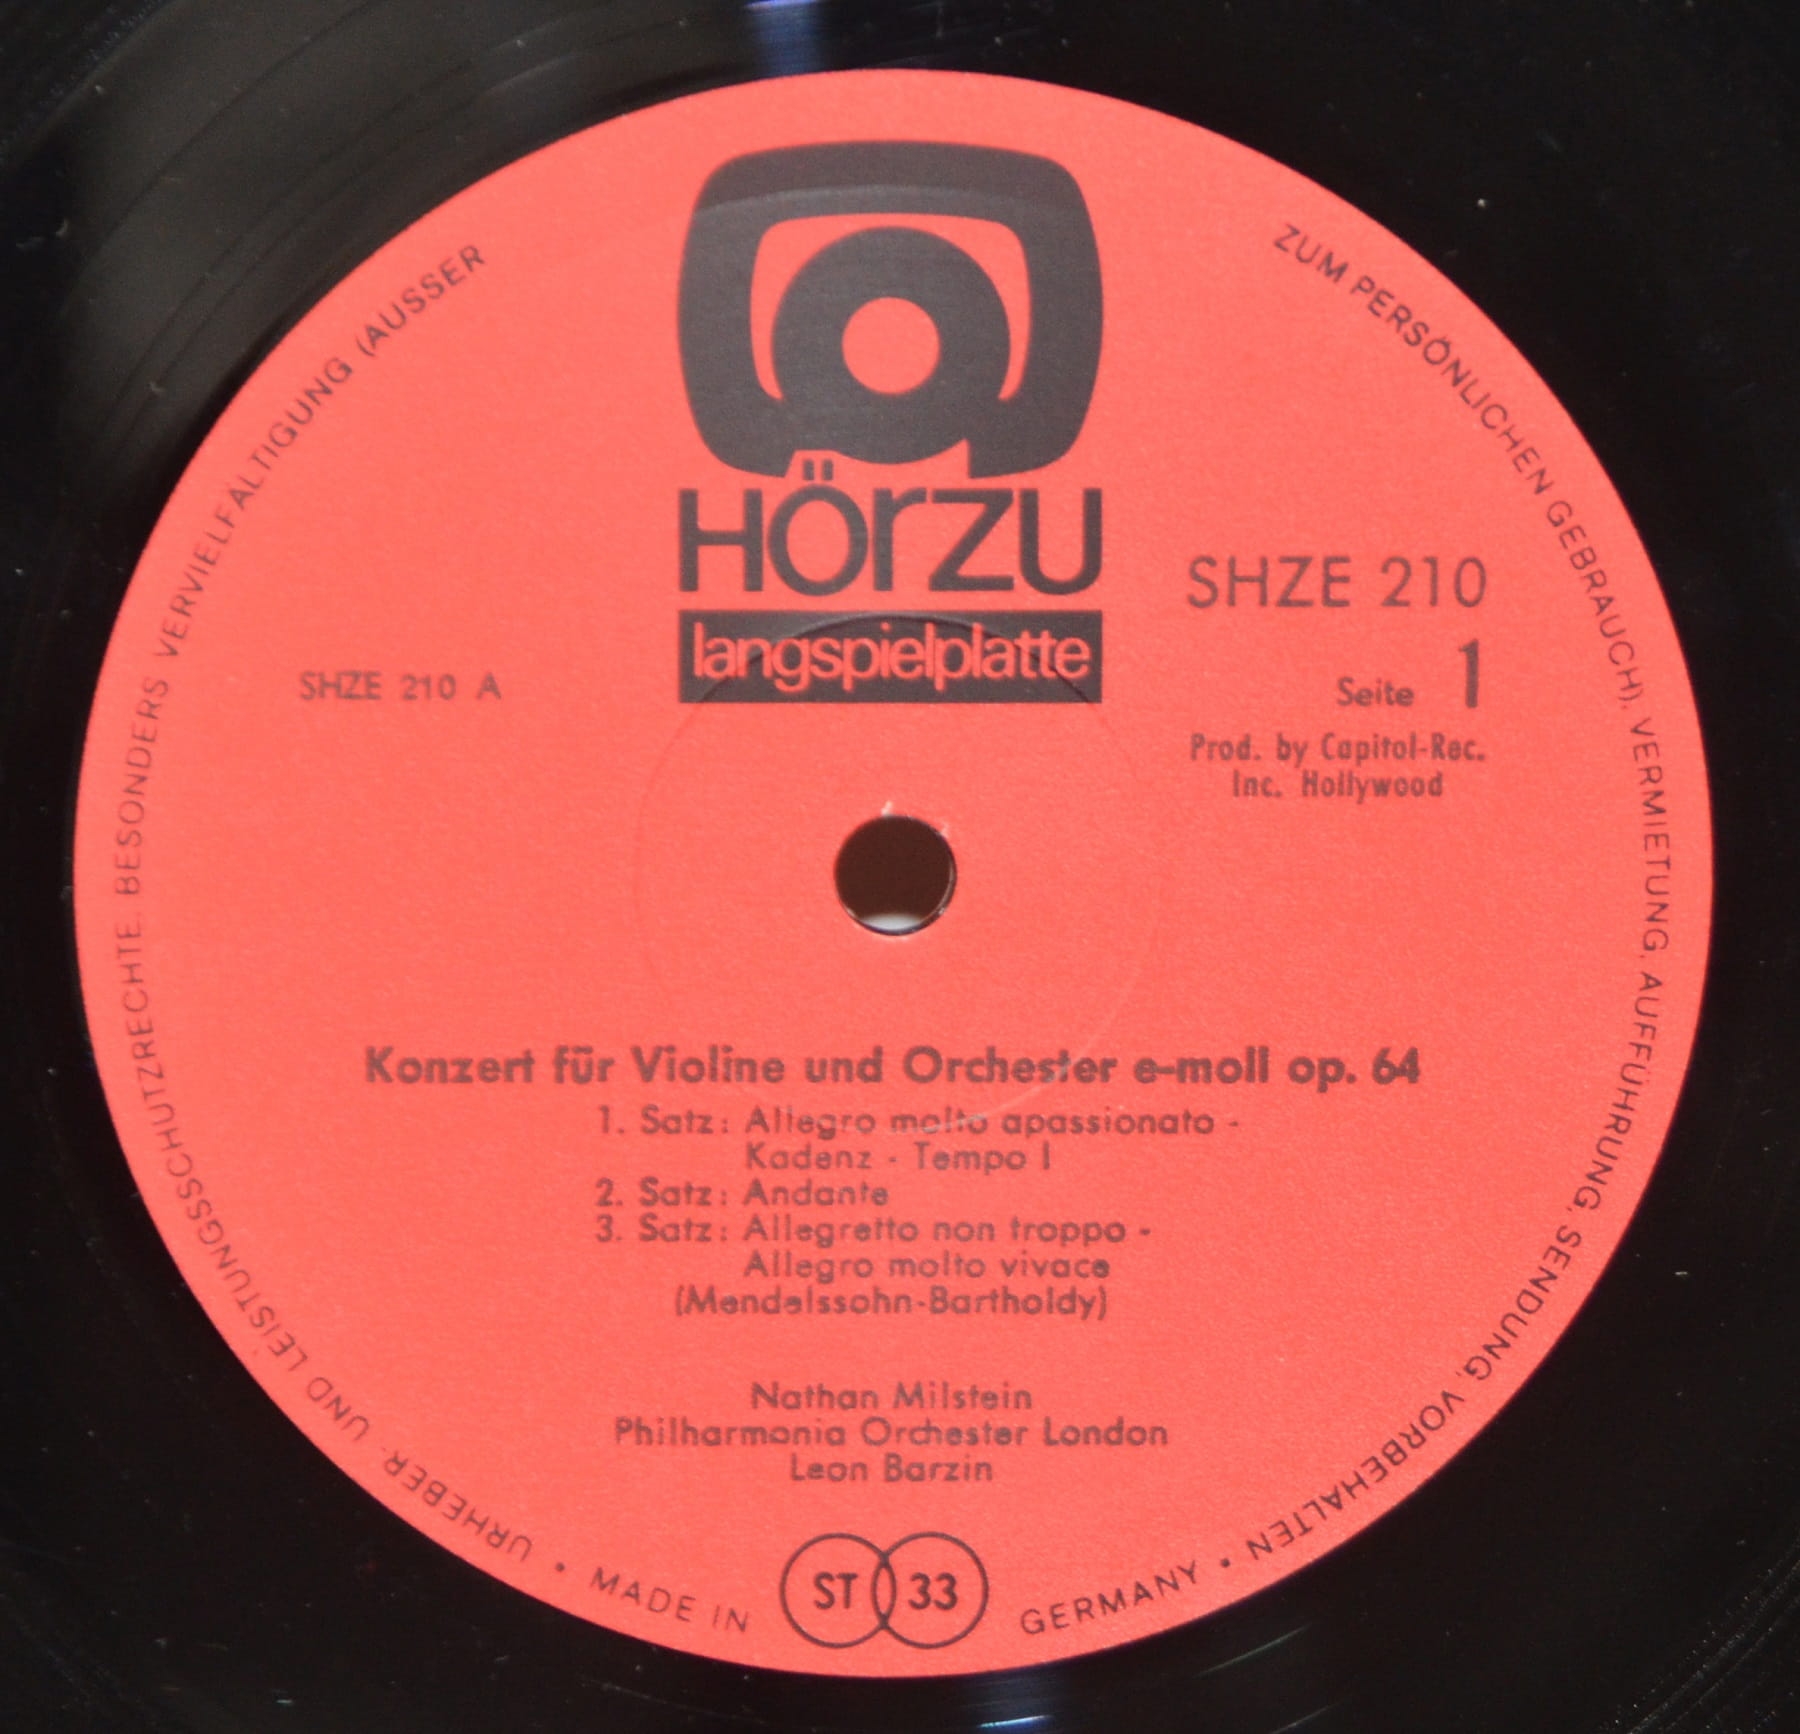 HÖRZU
langspielplatte
SHZE 210
SHZE 210 A
Seite 1
Prod. by Capitol-Rec.
Inc. Hollywood
Konzert für Violine und Orchester e-moll op. 64
1. Satz: Allegro molto apassionato -
Kadenz - Tempo I
2. Satz: Andante
3. Satz: Allegretto non troppo -
Allegro molto vivace
(Mendelssohn-Bartholdy)
Nathan Milstein
Philharmonia Orchester London
Leon Barzin
ST 33
MADE IN GERMANY •
URHEBER- UND LEISTUNGSSCHUTZRECHTE, BESONDERS VERVIELFÄLTIGUNG (AUSSER ZUM PERSÖNLICHEN GEBRAUCH), VERMIETUNG, AUFFÜHRUNG, SENDUNG, VORBEHALTEN •